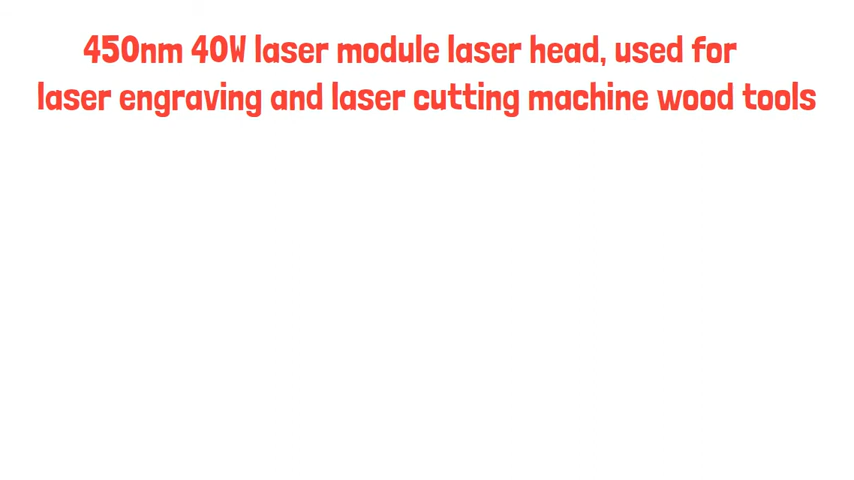 450nm 40W laser module laser head, used for
laser engraving and laser cutting machine wood tools